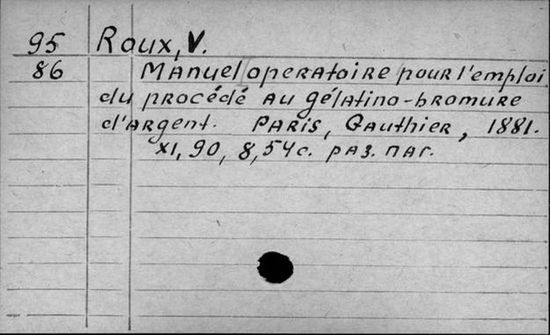 95 Roux, V.
86 Manuel operatoire pour l'emploi
du procédé au gélatino-bromure
d'argent. Paris, Gauthier, 1881.
XI, 90, 8, 54 с. раз. паг.